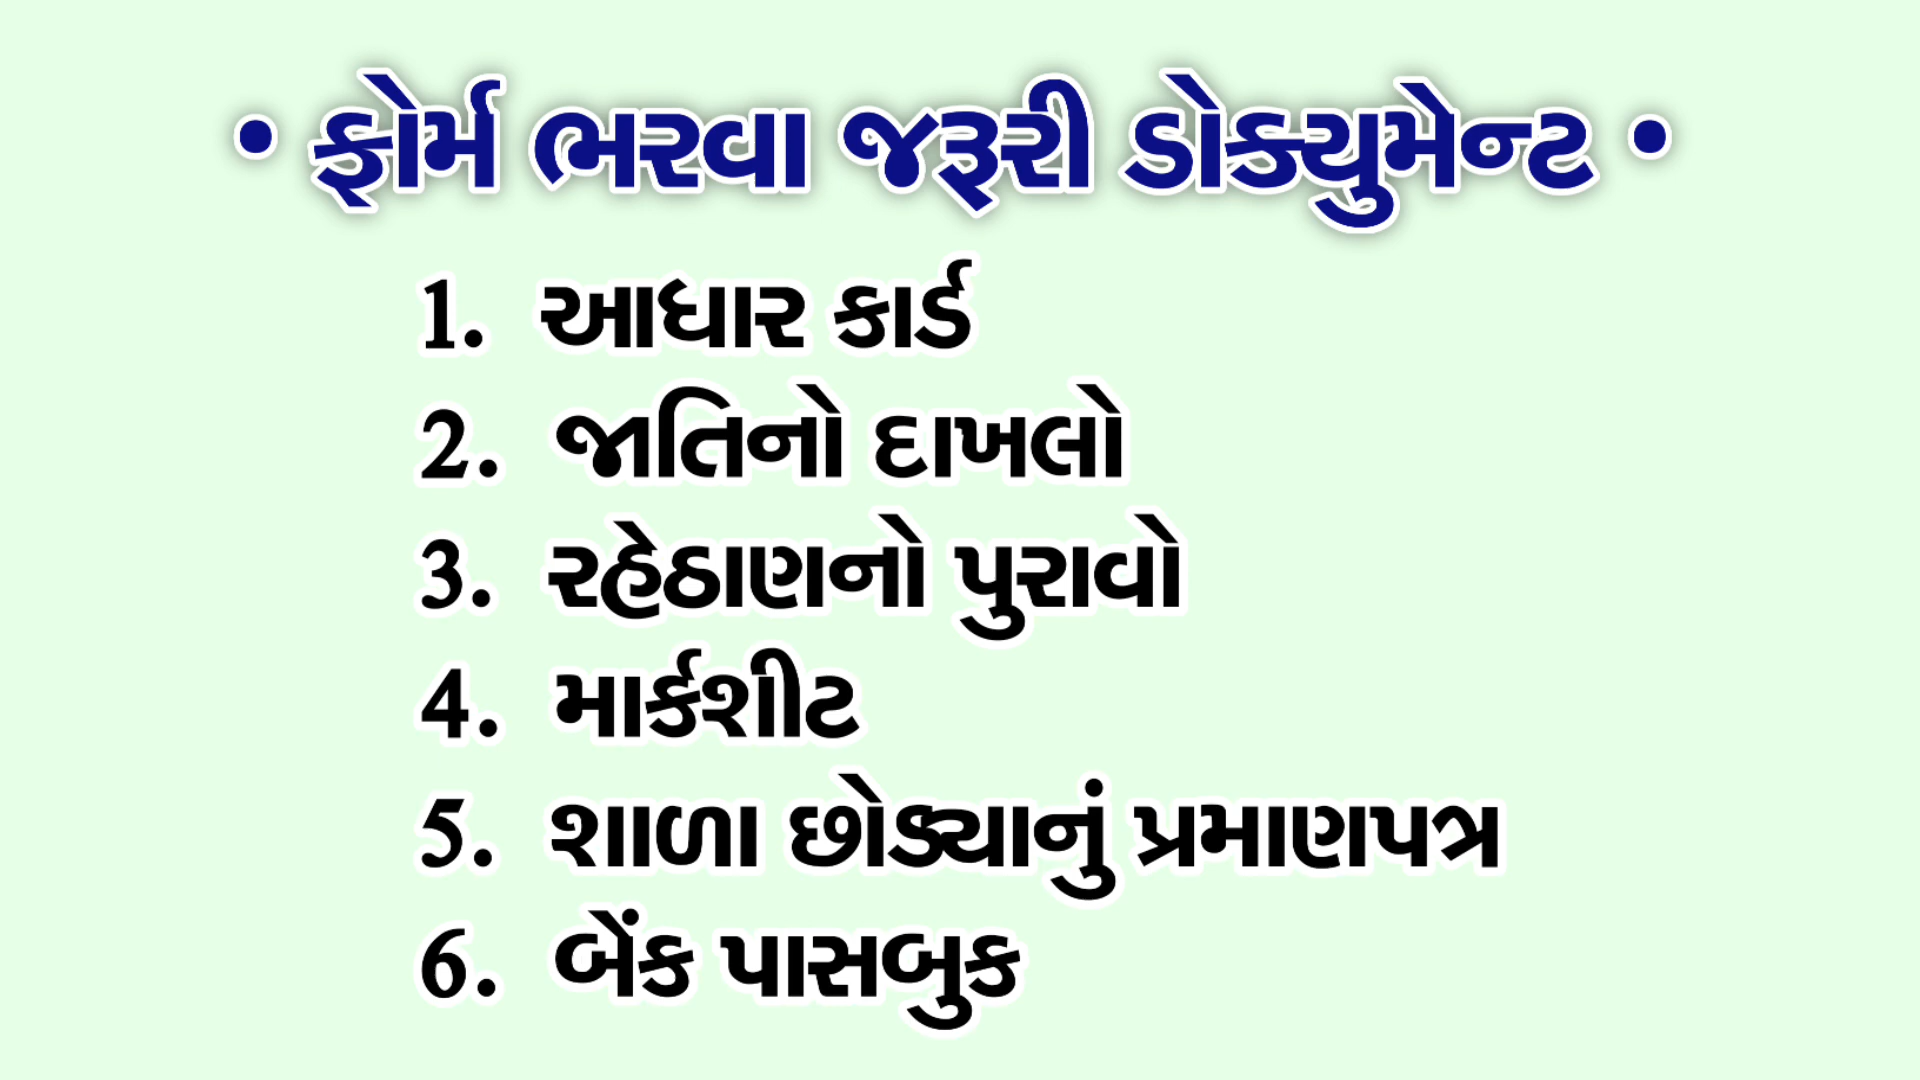 • ફોર્મ ભરવા જરૂરી ડોક્યુમેન્ટ •
1. આધાર કાર્ડ
2. જાતિનો દાખલો
3. રહેઠાણનો પુરાવો
4. માર્કશીટ
5. શાળા છોડ્યાનું પ્રમાણપત્ર
6. બેંક પાસબુક